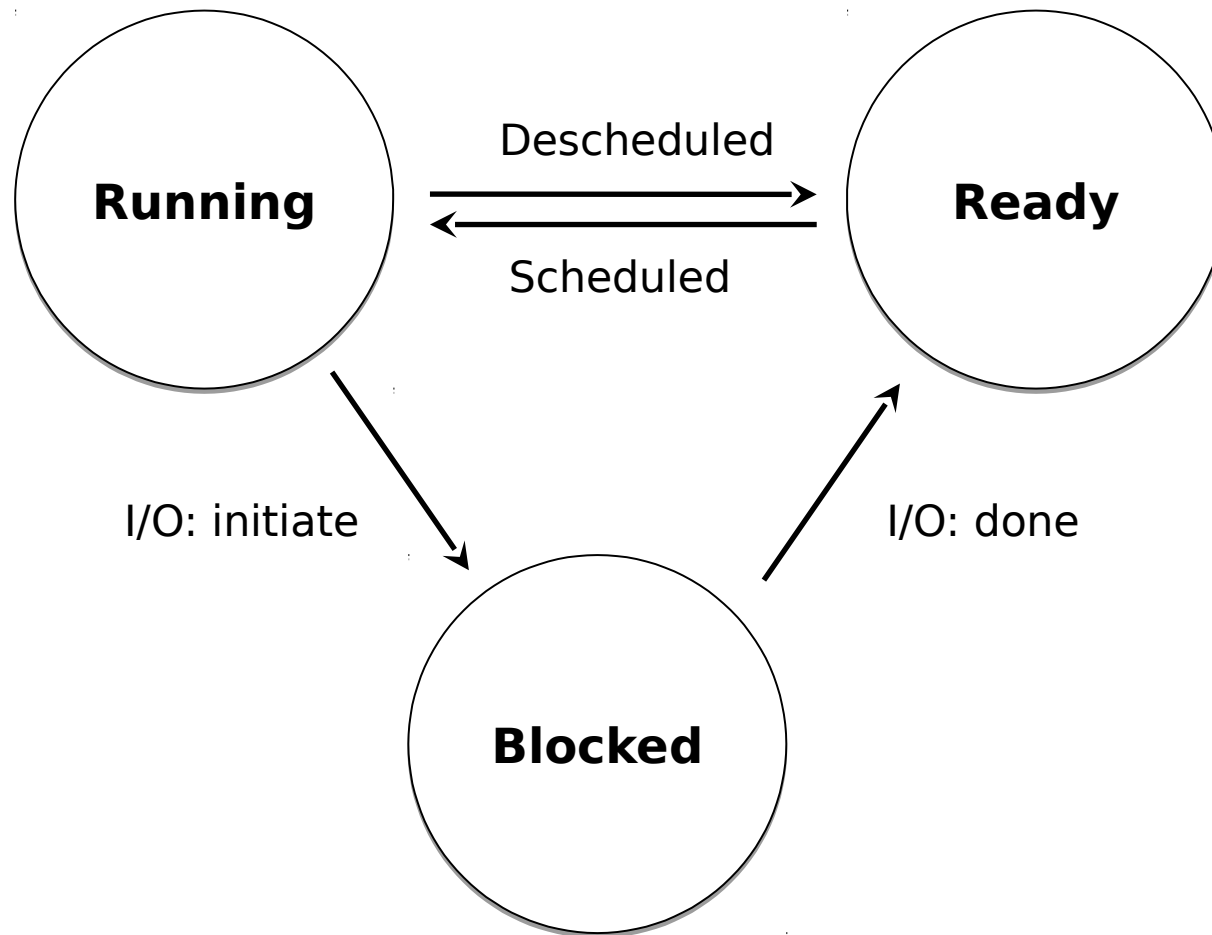 Descheduled
Running
Ready
Scheduled
I/O: initiate
I/O: done
Blocked